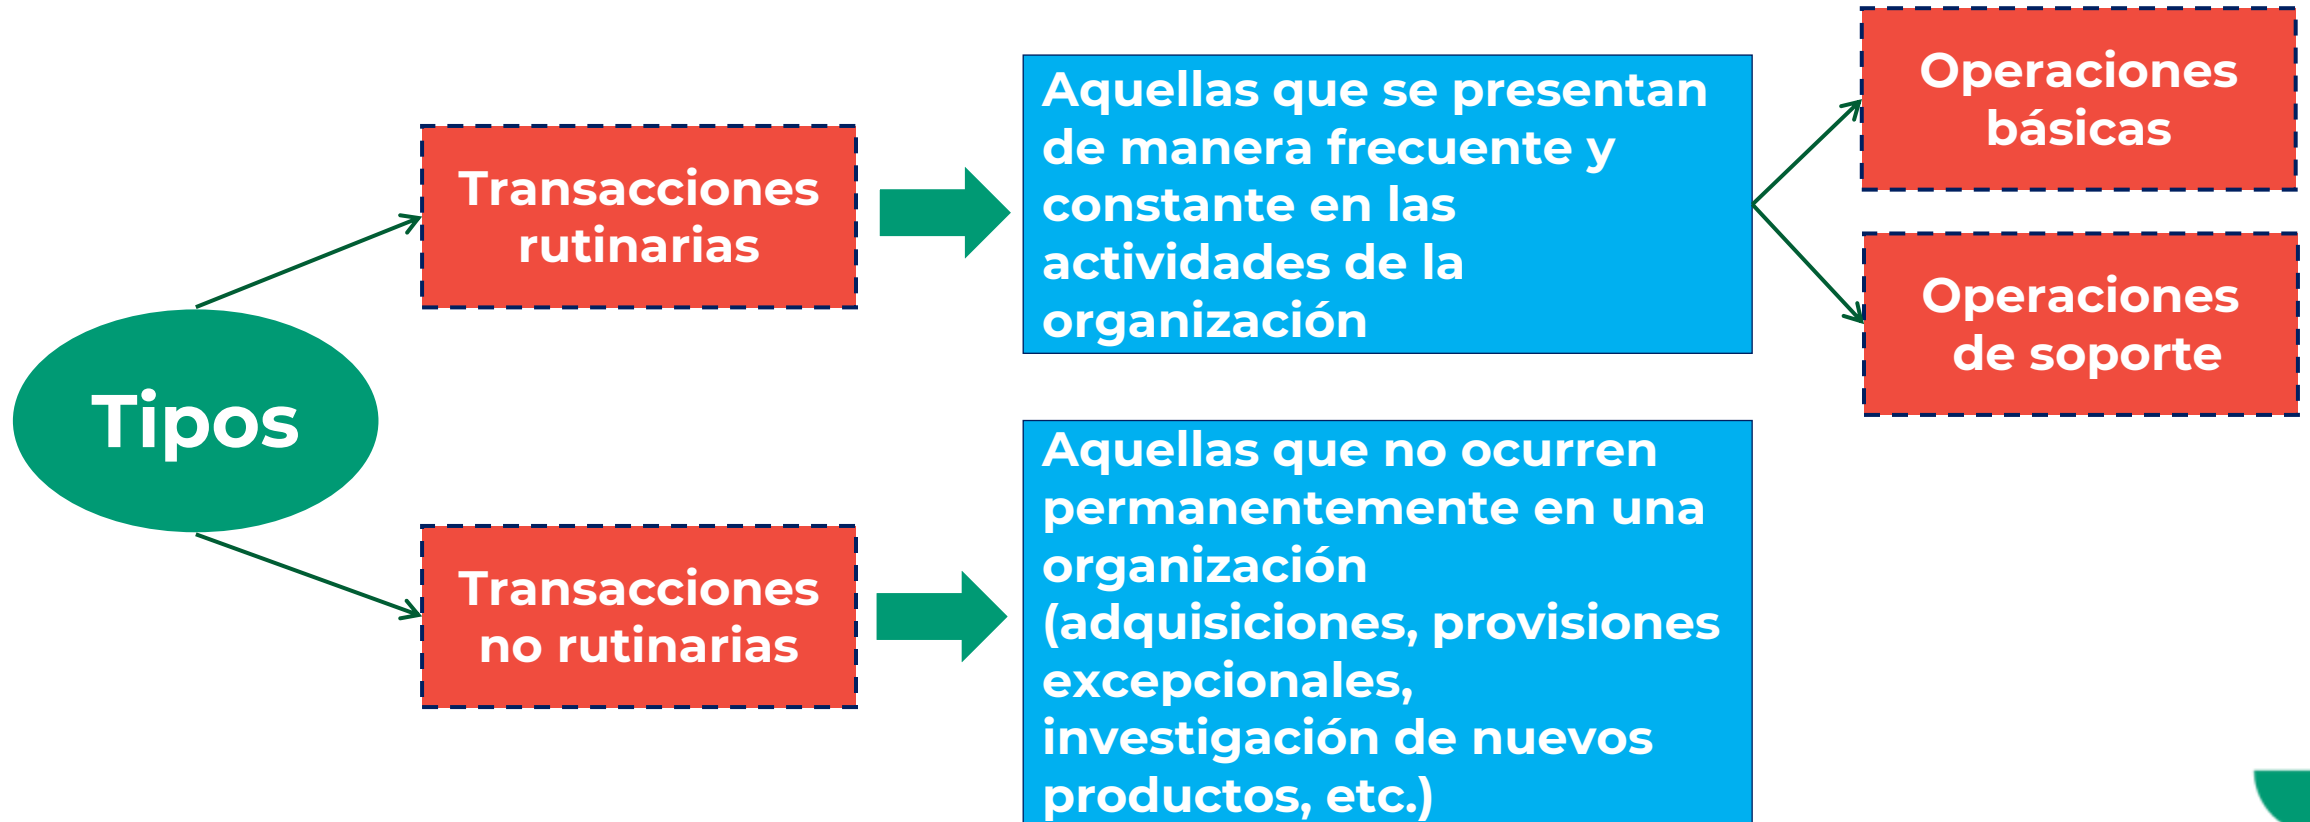 Tipos
Transacciones
rutinarias
Aquellas que se presentan
de manera frecuente y
constante en las
actividades de la
organización
Operaciones
básicas
Operaciones
de soporte
Transacciones
no rutinarias
Aquellas que no ocurren
permanentemente en una
organización
(adquisiciones, provisiones
excepcionales,
investigación de nuevos
productos, etc.)